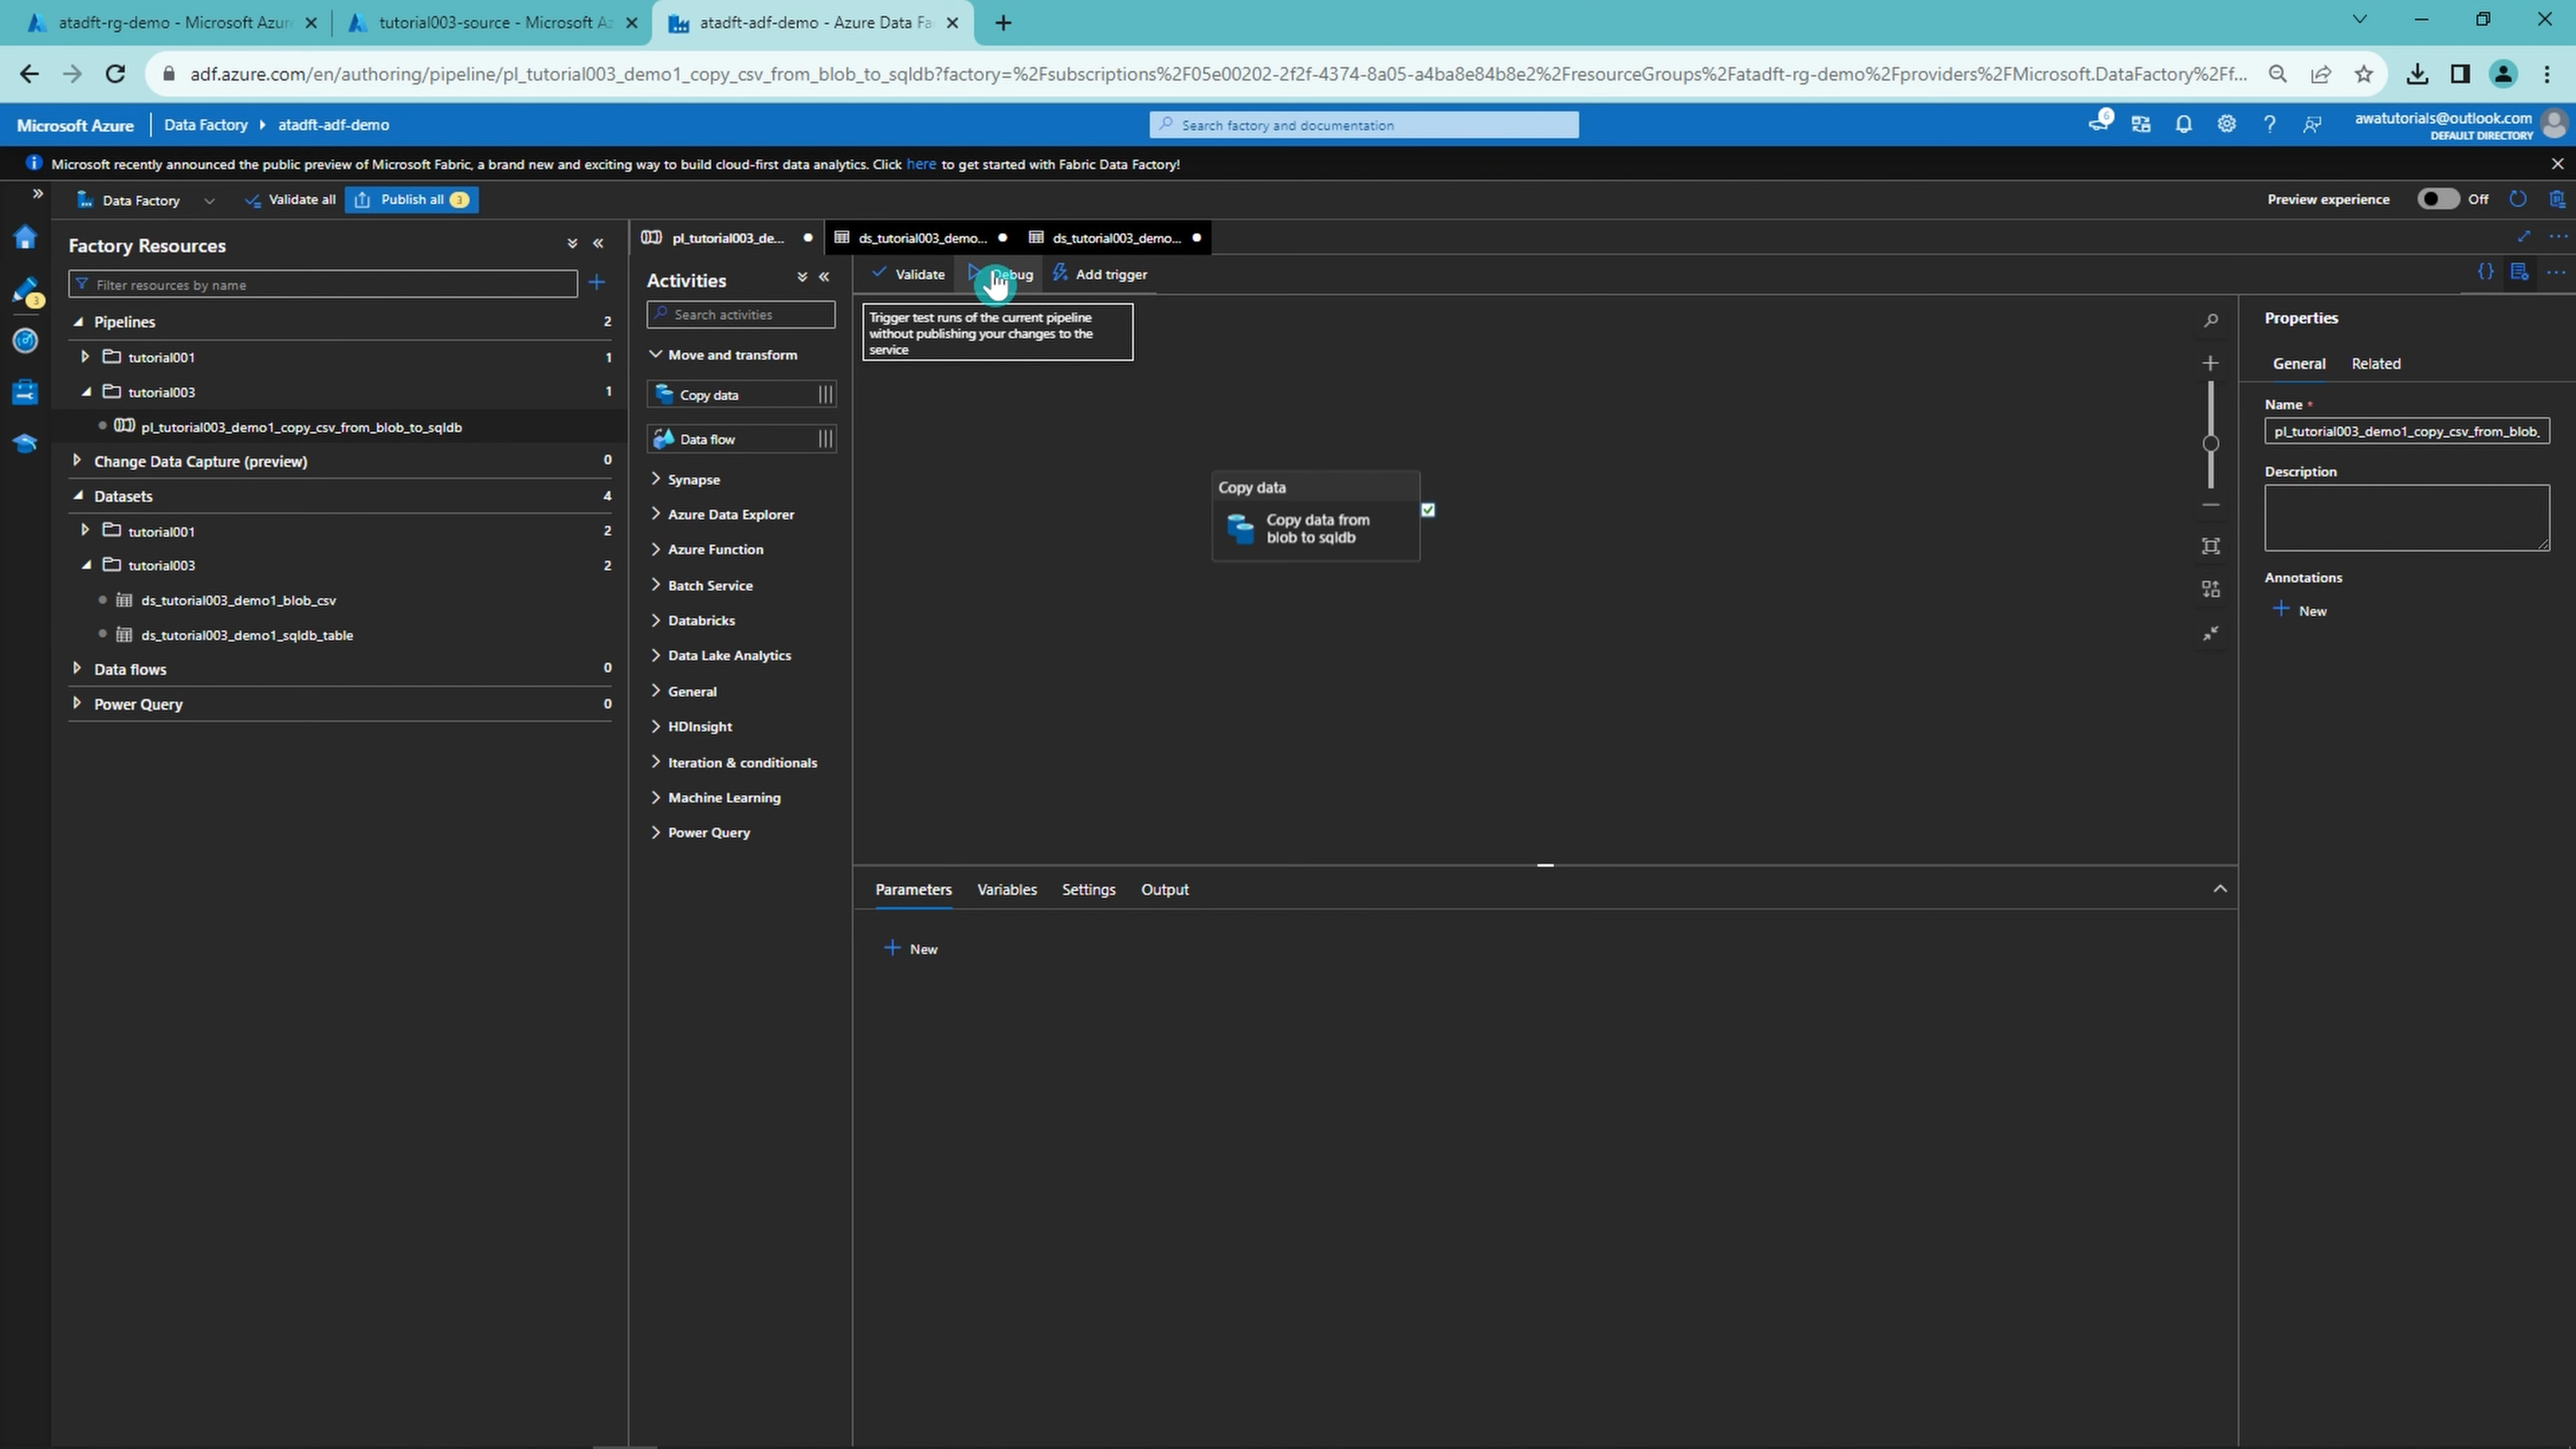 atadft-rg-demo - Microsoft Azur
tutorial003-source - Microsoft Az
atadft-adf-demo - Azure Data Fa
adf.azure.com/en/authoring/pipeline/pl_tutorial003_demo1_copy_csv_from_blob_to_sqldb?factory=%2Fsubscriptions%2F05e00202-2f2f-4374-8a05-a4ba8e84b8e2%2FresourceGroups%2Fatadft-rg-demo%2Fproviders%2FMicrosoft.DataFactory%2Ff...
Microsoft Azure
Data Factory
atadft-adf-demo
Search factory and documentation
6
awatutorials@outlook.com
DEFAULT DIRECTORY
Microsoft recently announced the public preview of Microsoft Fabric, a brand new and exciting way to build cloud-first data analytics. Click here to get started with Fabric Data Factory!
Data Factory
Validate all
Publish all 3
Preview experience
Off
Factory Resources
Filter resources by name
3
Pipelines 2
tutorial001 1
tutorial003 1
pl_tutorial003_demo1_copy_csv_from_blob_to_sqldb
Change Data Capture (preview) 0
Datasets 4
tutorial001 2
tutorial003 2
ds_tutorial003_demo1_blob_csv
ds_tutorial003_demo1_sqldb_table
Data flows 0
Power Query 0
pl_tutorial003_de...
ds_tutorial003_demo...
ds_tutorial003_demo...
Activities
Search activities
Move and transform
Copy data
Data flow
Synapse
Azure Data Explorer
Azure Function
Batch Service
Databricks
Data Lake Analytics
General
HDInsight
Iteration & conditionals
Machine Learning
Power Query
Validate
Debug
Add trigger
Trigger test runs of the current pipeline
without publishing your changes to the
service
Copy data
Copy data from
blob to sqldb
Parameters
Variables
Settings
Output
New
Properties
General
Related
Name *
pl_tutorial003_demo1_copy_csv_from_blob_
Description
Annotations
New